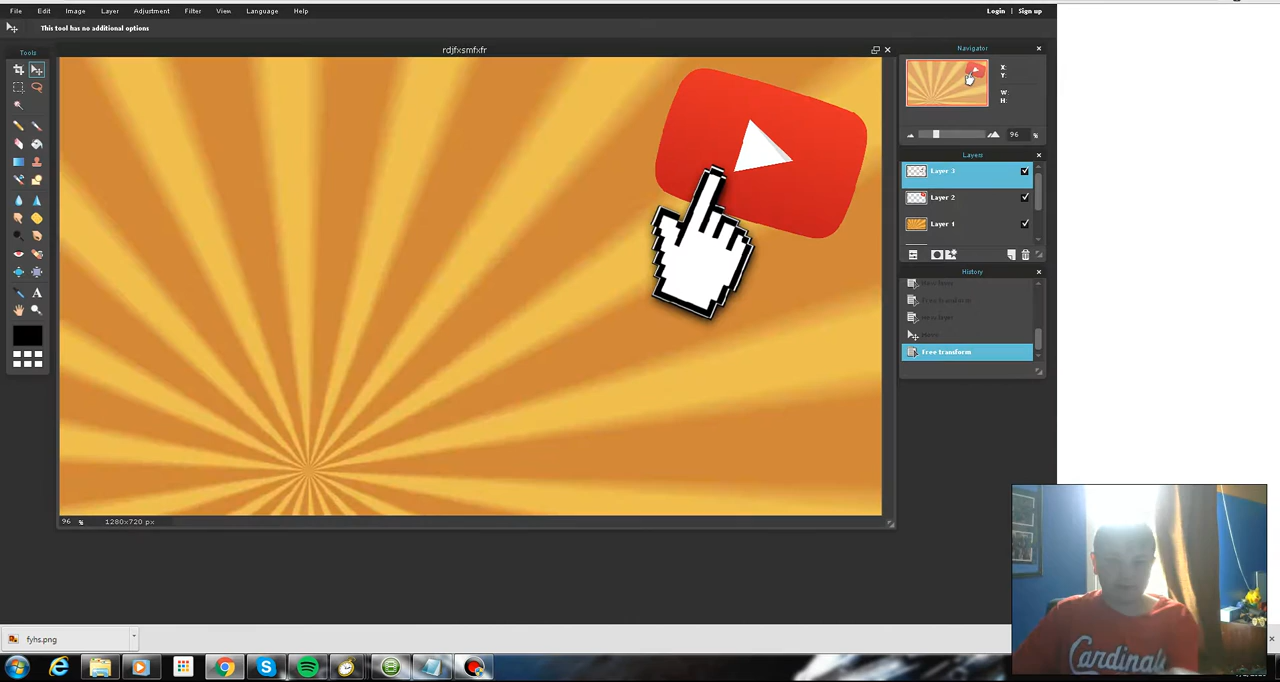 File Edit Image Layer Adjustment Filter View Language Help Login | Sign up
This tool has no additional options
Tools
rdjfxsmfxfr
Navigator
X:
Y:
W:
H:
96 %
Layers
Layer 3
Layer 2
Layer 1
History
Free transform
Free transform
96 % 1280x720 px
fyhs.png
Cardinals